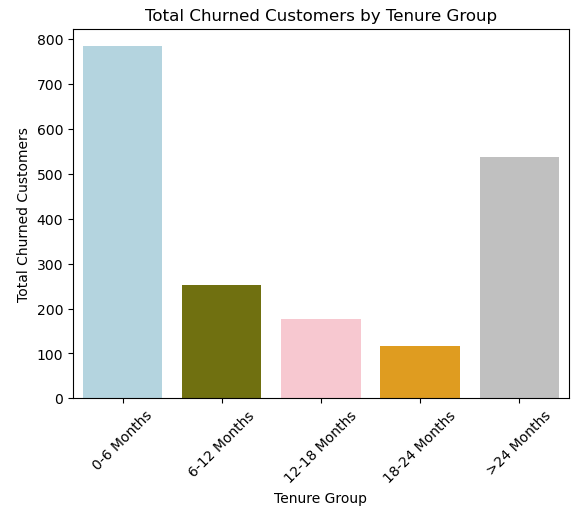 Total Churned Customers by Tenure Group
Total Churned Customers
800
700
600
500
400
300
200
100
0
0-6 Months
6-12 Months
12-18 Months
18-24 Months
>24 Months
Tenure Group